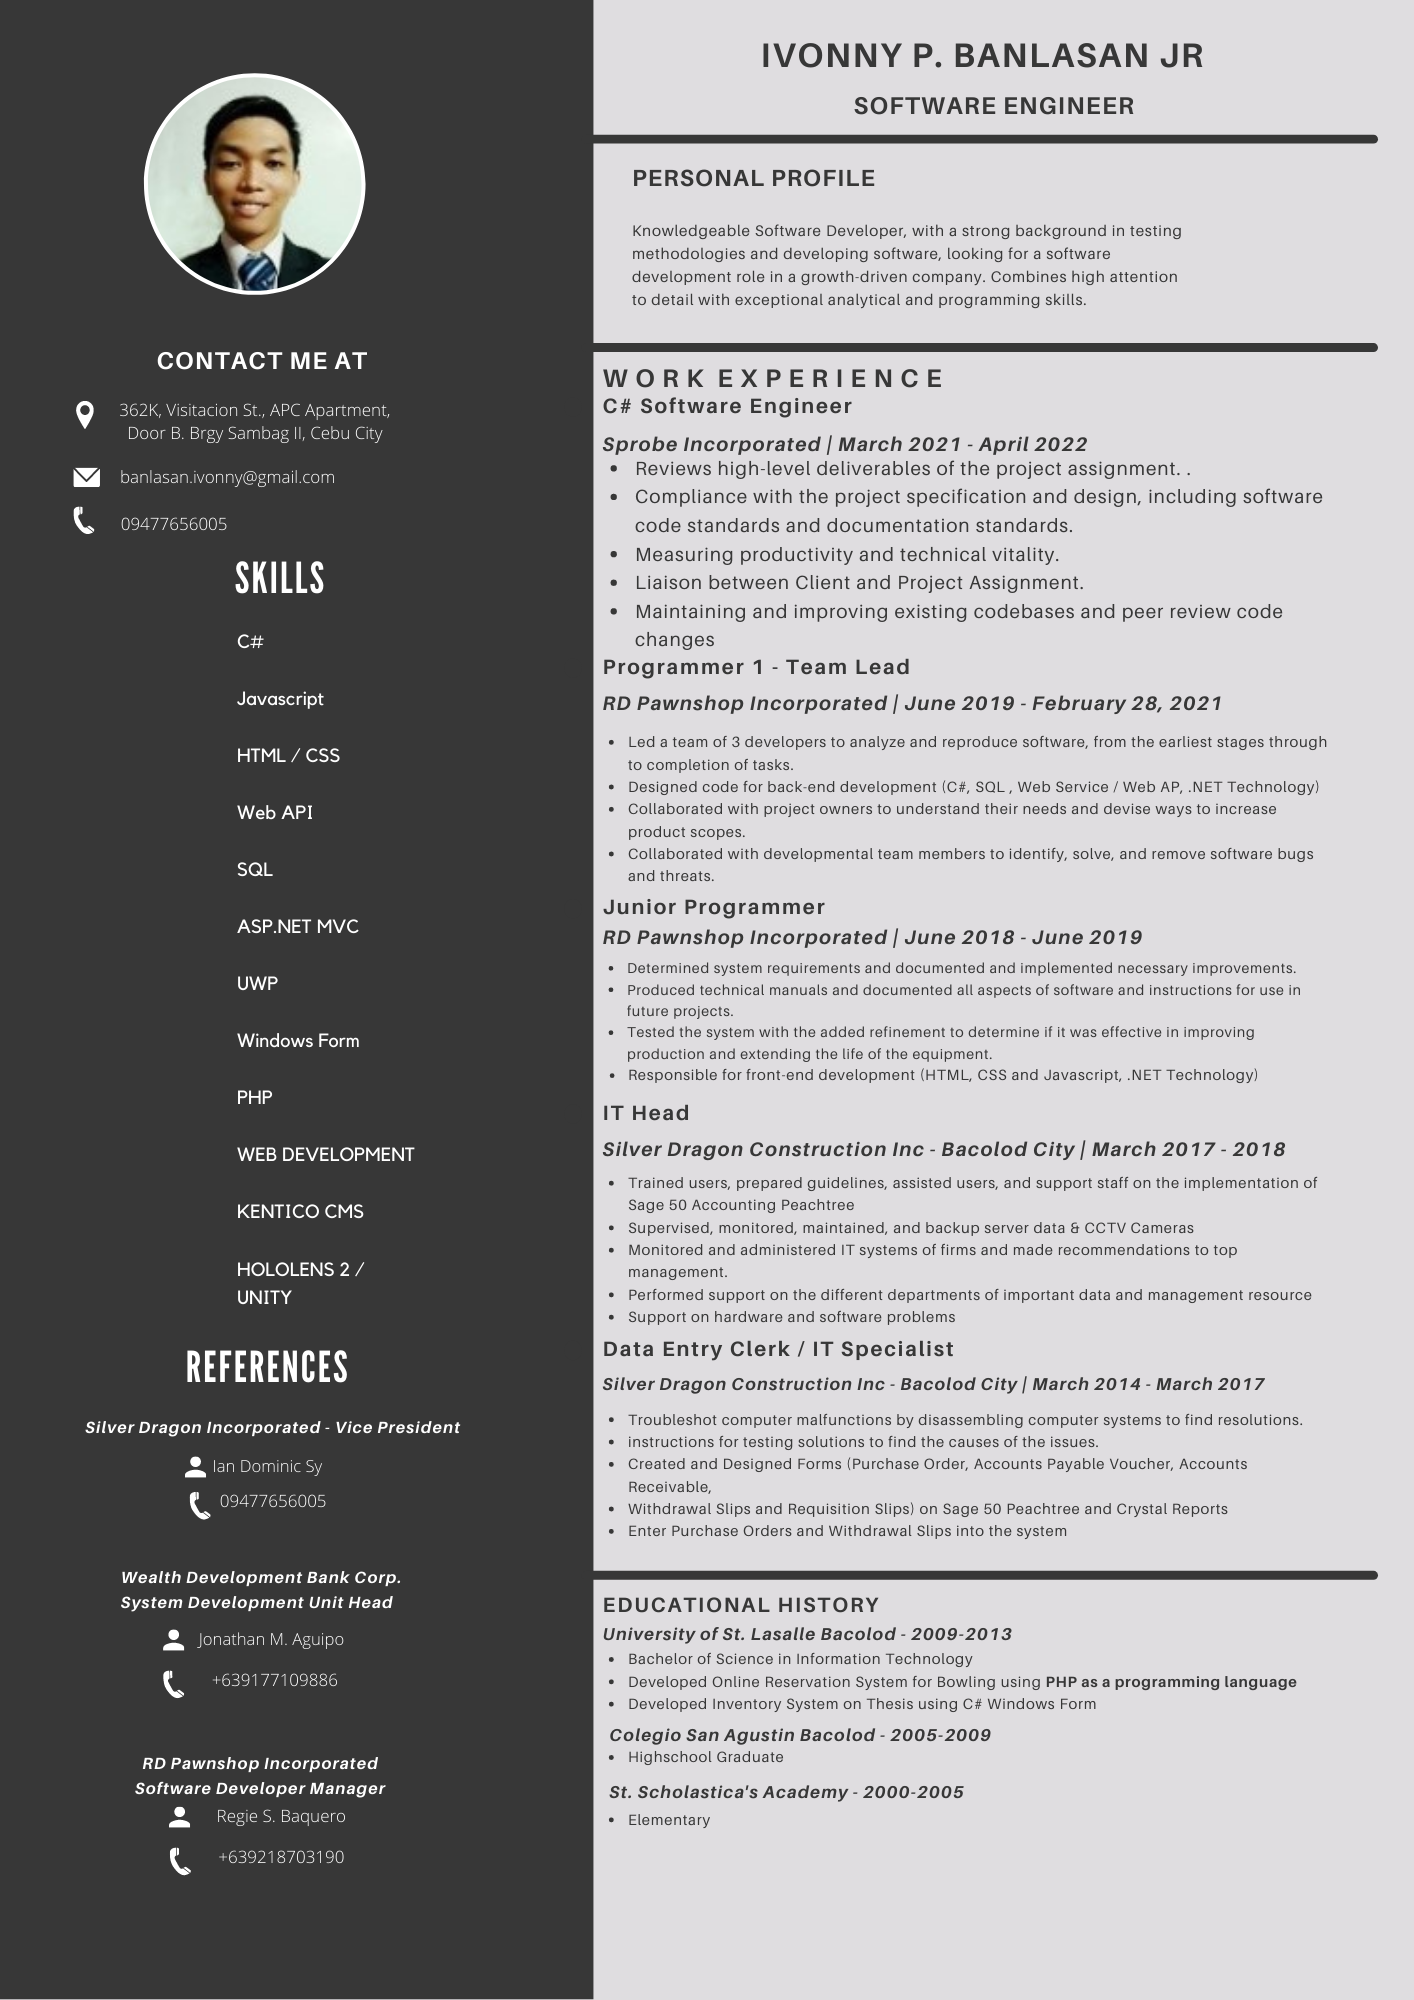 IVONNY P. BANLASAN JR
SOFTWARE ENGINEER
PERSONAL PROFILE
Knowledgeable Software Developer, with a strong background in testing
methodologies and developing software, looking for a software
development role in a growth-driven company. Combines high attention
to detail with exceptional analytical and programming skills.
CONTACT ME AT
362K, Visitacion St., APC Apartment,
Door B. Brgy Sambag II, Cebu City
banlasan.ivonny@gmail.com
09477656005
SKILLS
C#
Javascript
HTML / CSS
Web API
SQL
ASP.NET MVC
UWP
Windows Form
PHP
WEB DEVELOPMENT
KENTICO CMS
HOLOLENS 2 /
UNITY
REFERENCES
Silver Dragon Incorporated - Vice President
Ian Dominic Sy
09477656005
Wealth Development Bank Corp.
System Development Unit Head
Jonathan M. Aguipo
+639177109886
RD Pawnshop Incorporated
Software Developer Manager
Regie S. Baquero
+639218703190
WORK EXPERIENCE
C# Software Engineer
Sprobe Incorporated | March 2021 - April 2022
• Reviews high-level deliverables of the project assignment. .
• Compliance with the project specification and design, including software
code standards and documentation standards.
• Measuring productivity and technical vitality.
• Liaison between Client and Project Assignment.
• Maintaining and improving existing codebases and peer review code
changes
Programmer 1 - Team Lead
RD Pawnshop Incorporated | June 2019 - February 28, 2021
• Led a team of 3 developers to analyze and reproduce software, from the earliest stages through
to completion of tasks.
• Designed code for back-end development (C#, SQL , Web Service / Web AP, .NET Technology)
• Collaborated with project owners to understand their needs and devise ways to increase
product scopes.
• Collaborated with developmental team members to identify, solve, and remove software bugs
and threats.
Junior Programmer
RD Pawnshop Incorporated | June 2018 - June 2019
• Determined system requirements and documented and implemented necessary improvements.
• Produced technical manuals and documented all aspects of software and instructions for use in
future projects.
• Tested the system with the added refinement to determine if it was effective in improving
production and extending the life of the equipment.
• Responsible for front-end development (HTML, CSS and Javascript, .NET Technology)
IT Head
Silver Dragon Construction Inc - Bacolod City | March 2017 - 2018
• Trained users, prepared guidelines, assisted users, and support staff on the implementation of
Sage 50 Accounting Peachtree
• Supervised, monitored, maintained, and backup server data & CCTV Cameras
• Monitored and administered IT systems of firms and made recommendations to top
management.
• Performed support on the different departments of important data and management resource
• Support on hardware and software problems
Data Entry Clerk / IT Specialist
Silver Dragon Construction Inc - Bacolod City | March 2014 - March 2017
• Troubleshot computer malfunctions by disassembling computer systems to find resolutions.
• instructions for testing solutions to find the causes of the issues.
• Created and Designed Forms (Purchase Order, Accounts Payable Voucher, Accounts
Receivable,
• Withdrawal Slips and Requisition Slips) on Sage 50 Peachtree and Crystal Reports
• Enter Purchase Orders and Withdrawal Slips into the system
EDUCATIONAL HISTORY
University of St. Lasalle Bacolod - 2009-2013
• Bachelor of Science in Information Technology
• Developed Online Reservation System for Bowling using PHP as a programming language
• Developed Inventory System on Thesis using C# Windows Form
Colegio San Agustin Bacolod - 2005-2009
• Highschool Graduate
St. Scholastica's Academy - 2000-2005
• Elementary